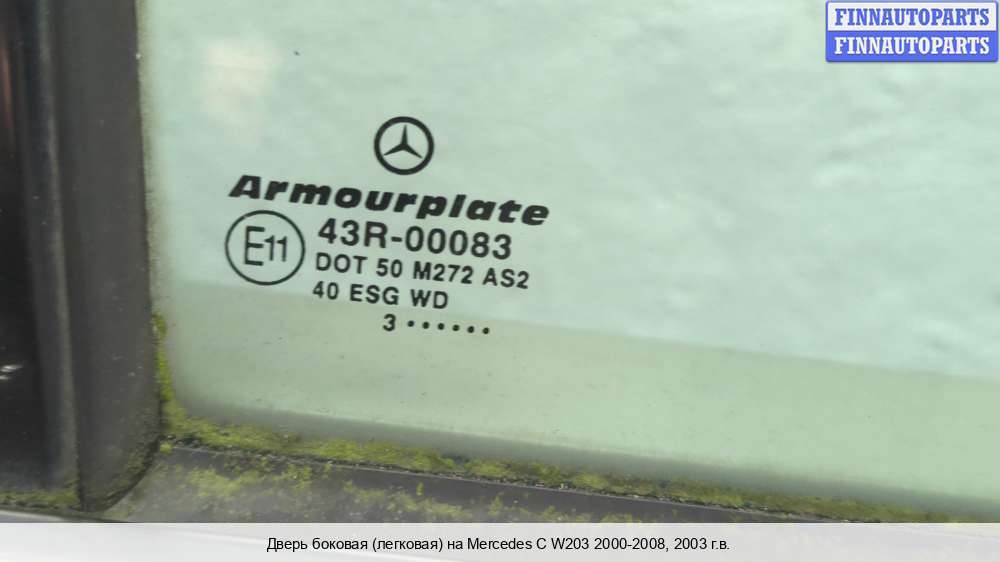 FINNAUTOPARTS
FINNAUTOPARTS
Armourplate
E11
43R-00083
DOT 50 M272 AS2
40 ESG WD
3 ......
Дверь боковая (легковая) на Mercedes C W203 2000-2008, 2003 г.в.